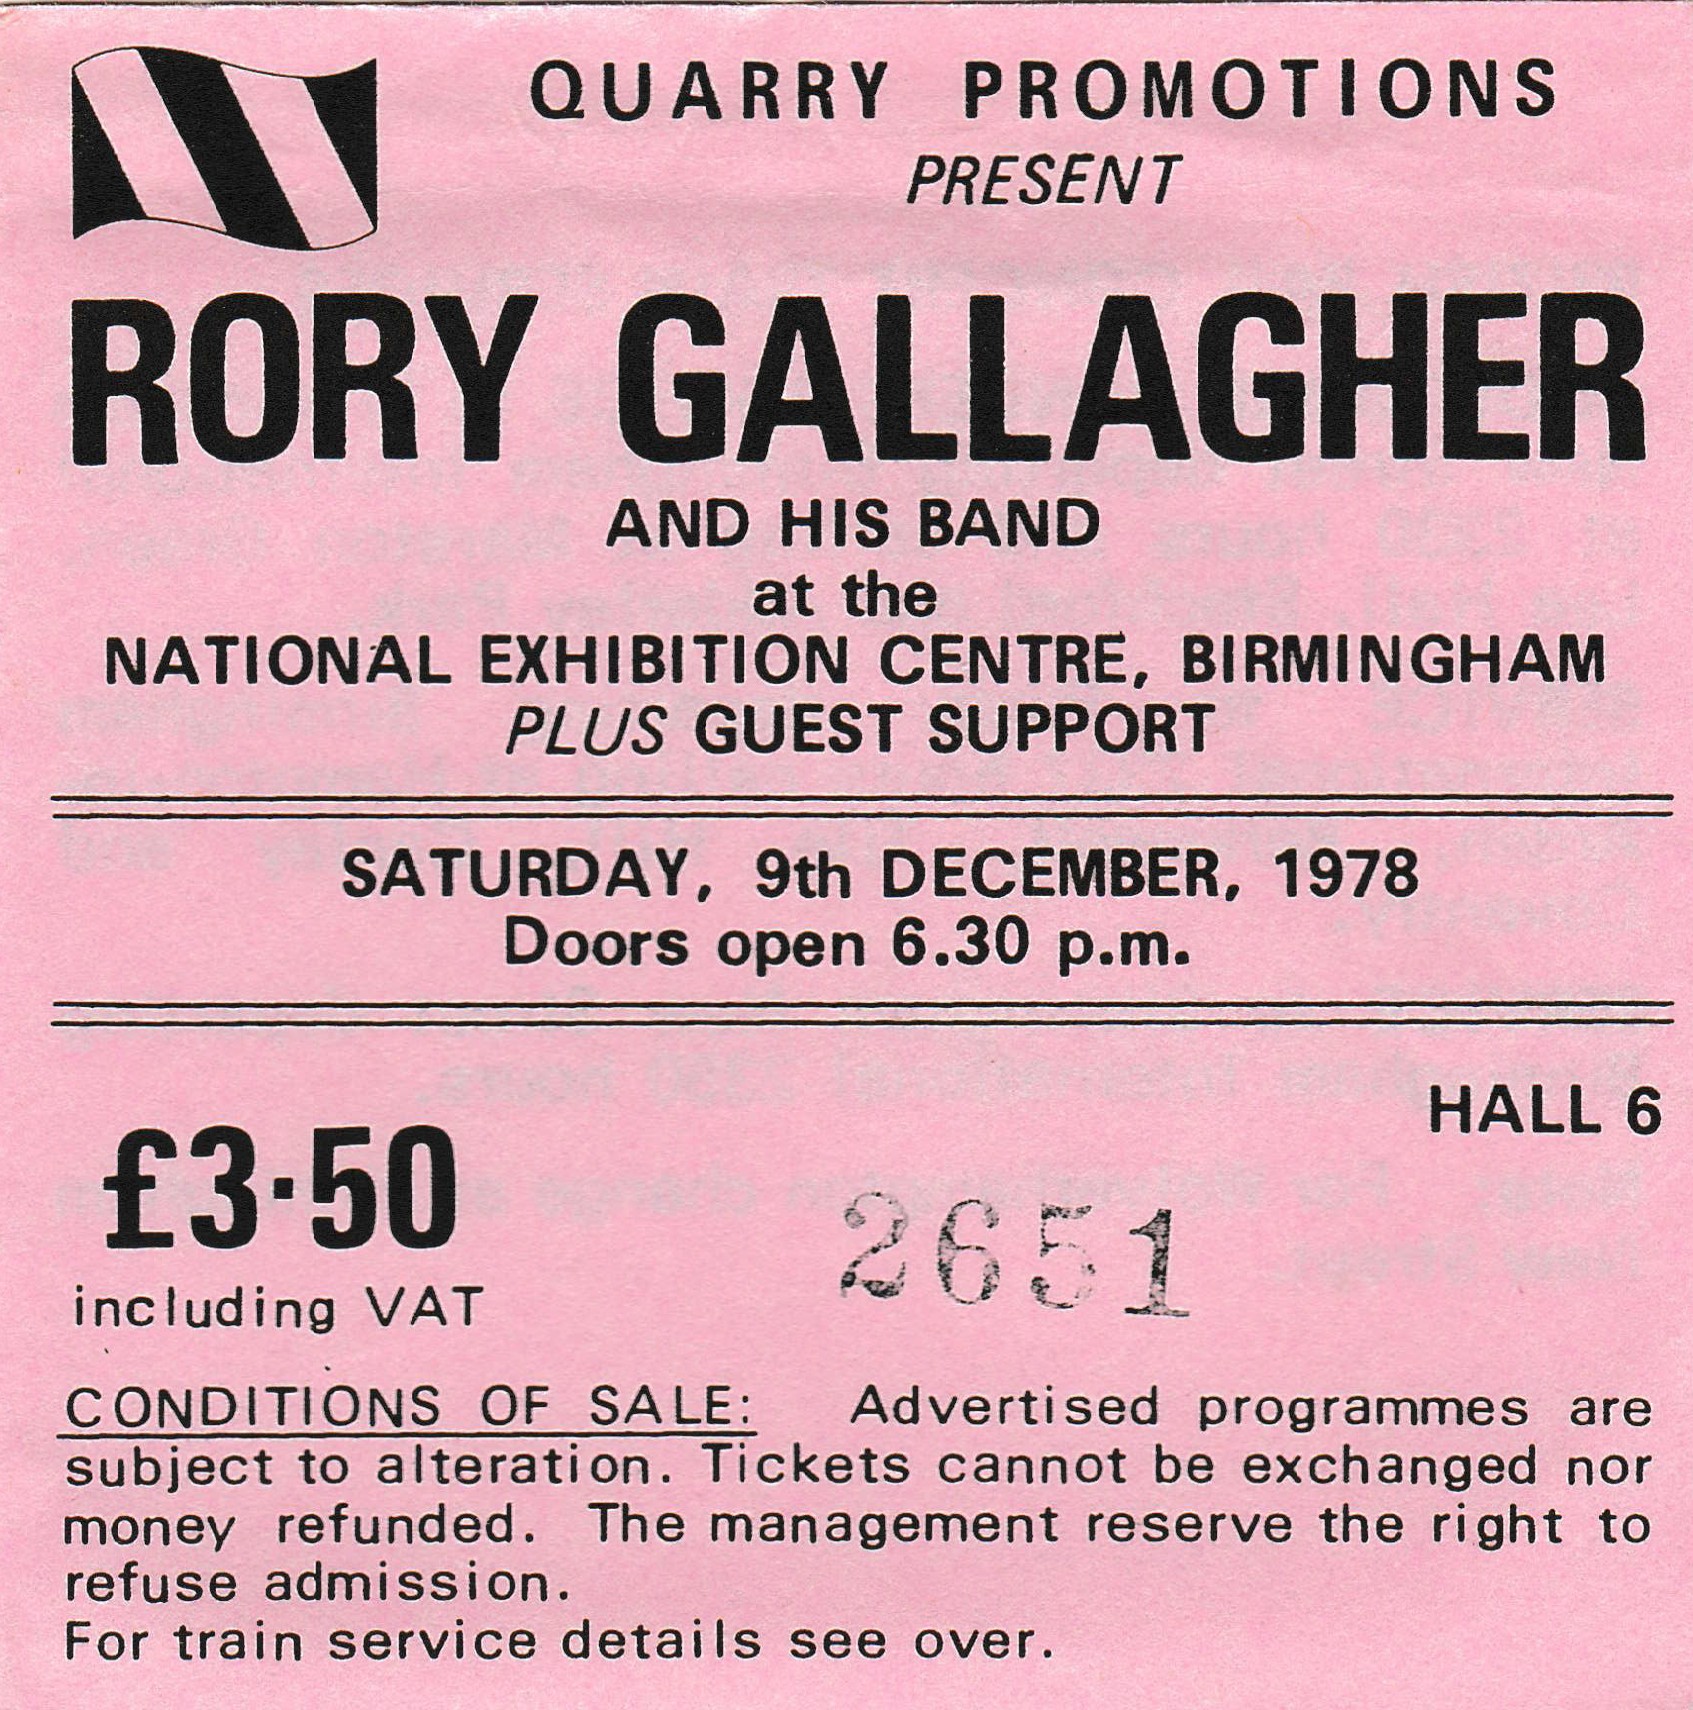 QUARRY PROMOTIONS
PRESENT
RORY GALLAGHER
AND HIS BAND
at the
NATIONAL EXHIBITION CENTRE, BIRMINGHAM
PLUS GUEST SUPPORT
SATURDAY, 9th DECEMBER, 1978
Doors open 6.30 p.m.
HALL 6
£3·50
2651
including VAT
CONDITIONS OF SALE: Advertised programmes are
subject to alteration. Tickets cannot be exchanged nor
money refunded. The management reserve the right to
refuse admission.
For train service details see over.